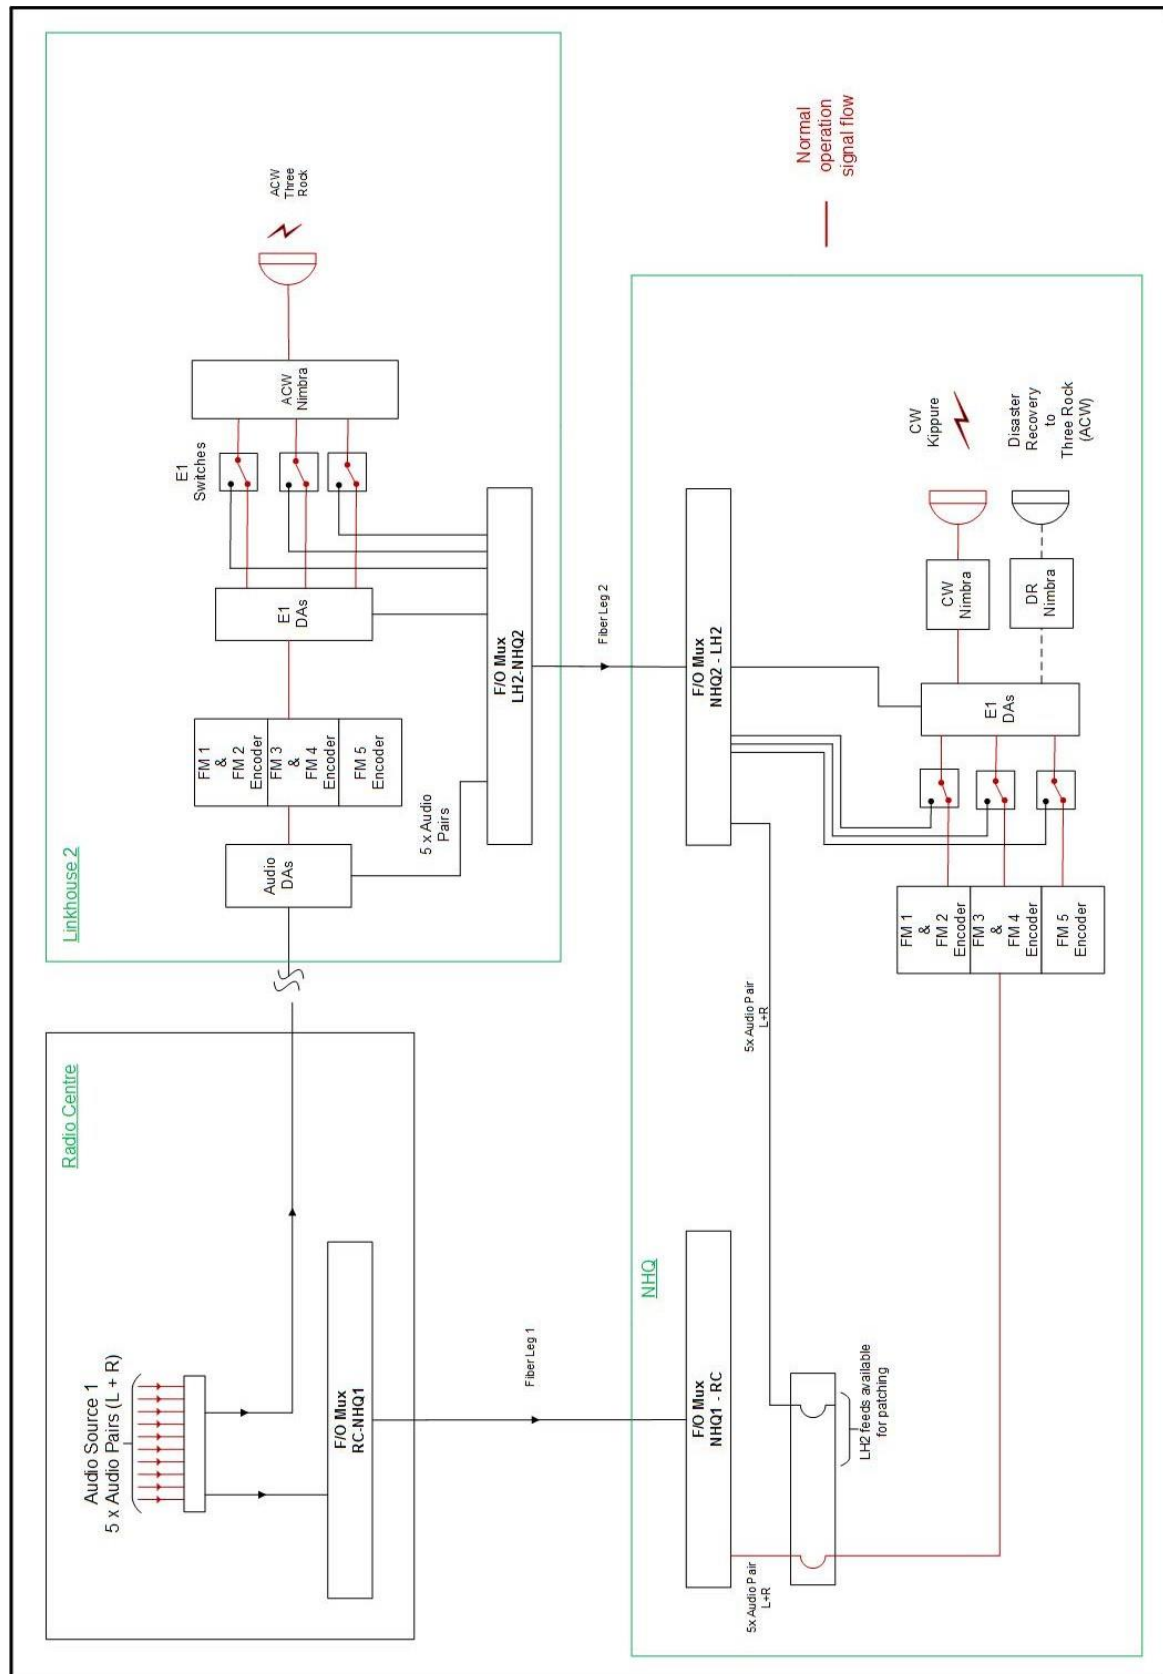 Radio Centre
Audio Source 1
5 x Audio Pairs (L + R)
F/O Mux
RC-NHQ1
Fiber Leg 1
Linkhouse 2
Audio
DAs
5 x Audio
Pairs
FM 1
&
FM 2
Encoder
FM 3
&
FM 4
Encoder
FM 5
Encoder
E1
DAs
E1
Switches
ACW
Nimbra
ACW
Three
Rock
F/O Mux
LH2-NHQ2
Fiber Leg 2
NHQ
F/O Mux
NHQ1 - RC
5x Audio Pair
L+R
LH2 feeds available
for patching
5x Audio Pair
L+R
F/O Mux
NHQ2 - LH2
FM 1
&
FM 2
Encoder
FM 3
&
FM 4
Encoder
FM 5
Encoder
E1
DAs
CW
Nimbra
DR
Nimbra
CW
Kippure
Disaster
Recovery
to
Three Rock
(ACW)
Normal
operation
signal flow